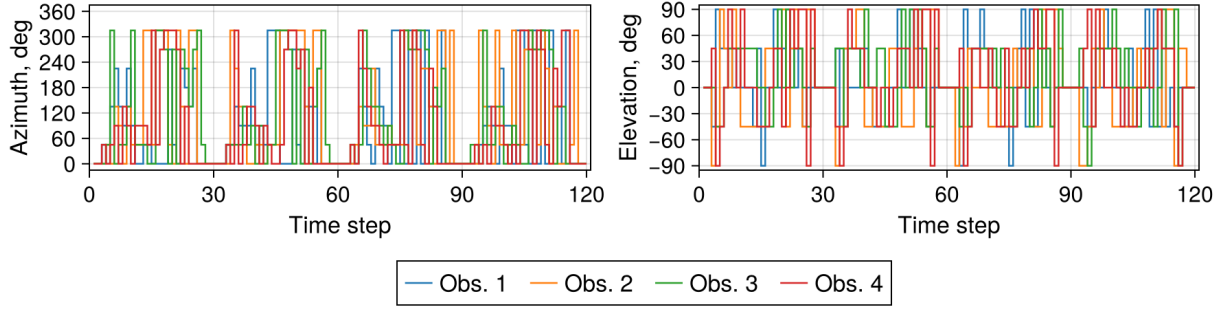 Azimuth, deg
360
300
240
180
120
60
0
0 30 60 90 120
Time step
Elevation, deg
90
60
30
0
−30
−60
−90
0 30 60 90 120
Time step
Obs. 1 Obs. 2 Obs. 3 Obs. 4